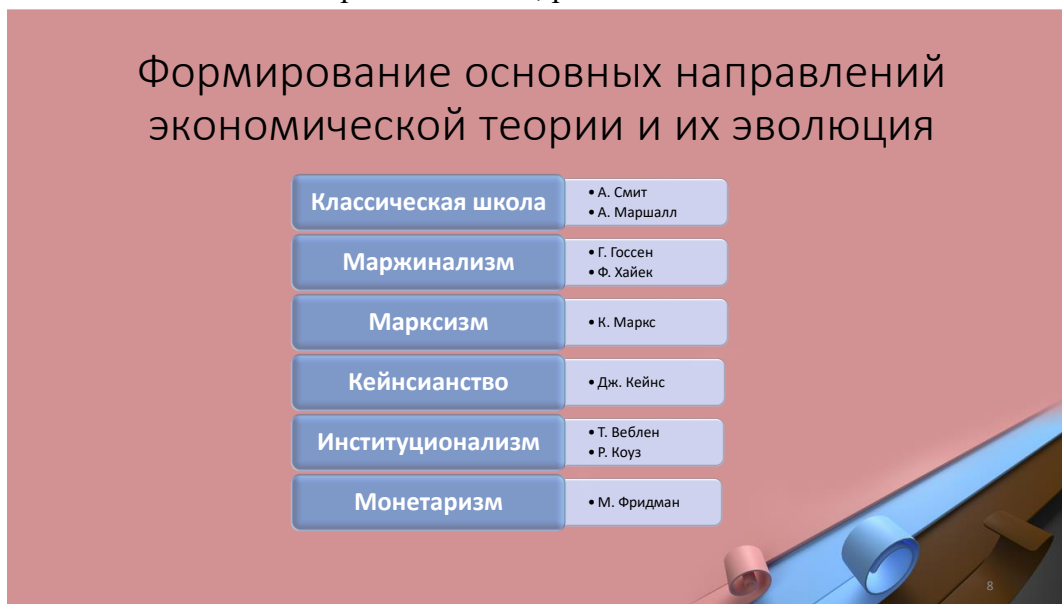 Формирование основных направлений
экономической теории и их эволюция
Классическая школа
• А. Смит
• А. Маршалл
Маржинализм
• Г. Госсен
• Ф. Хайек
Марксизм
• К. Маркс
Кейнсианство
• Дж. Кейнс
Институционализм
• Т. Веблен
• Р. Коуз
Монетаризм
• М. Фридман
8